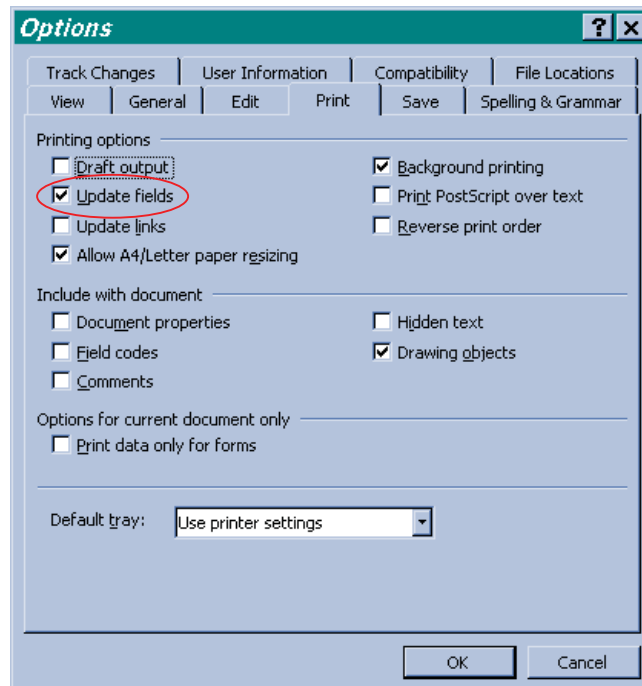 Options ? ×
Track Changes User Information Compatibility File Locations
View General Edit Print Save Spelling & Grammar
Printing options
Draft output Background printing
Update fields Print PostScript over text
Update links Reverse print order
Allow A4/Letter paper resizing
Include with document
Document properties Hidden text
Field codes Drawing objects
Comments
Options for current document only
Print data only for forms
Default tray: Use printer settings
OK Cancel